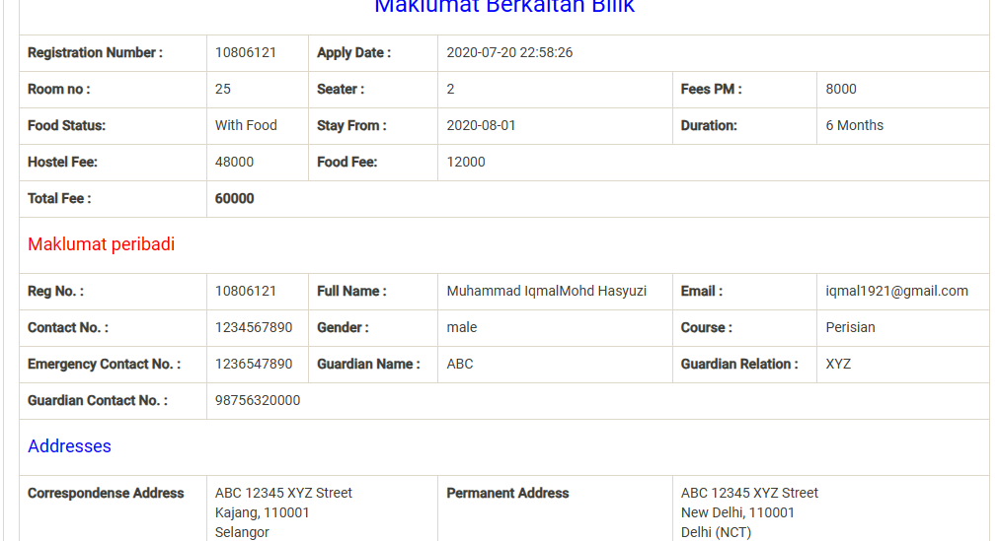 Maklumat Berkaitan Bilik
Registration Number : 10806121 Apply Date : 2020-07-20 22:58:26
Room no : 25 Seater : 2 Fees PM : 8000
Food Status: With Food Stay From : 2020-08-01 Duration: 6 Months
Hostel Fee: 48000 Food Fee: 12000
Total Fee : 60000
Maklumat peribadi
Reg No. : 10806121 Full Name : Muhammad IqmalMohd Hasyuzi Email : iqmal1921@gmail.com
Contact No. : 1234567890 Gender : male Course : Perisian
Emergency Contact No. : 1236547890 Guardian Name : ABC Guardian Relation : XYZ
Guardian Contact No. : 98756320000
Addresses
Correspondense Address ABC 12345 XYZ Street Permanent Address ABC 12345 XYZ Street
Kajang, 110001 New Delhi, 110001
Selangor Delhi (NCT)